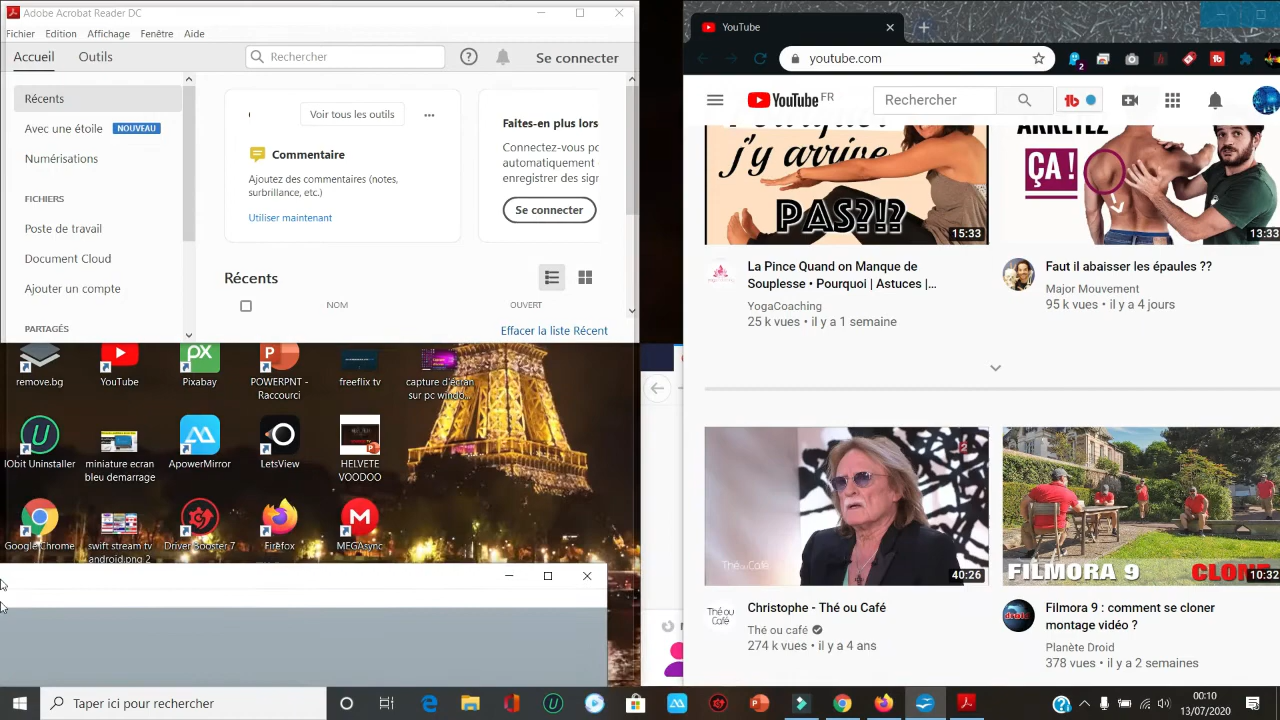 Adobe Acrobat Reader DC
Fichier Edition Affichage Fenêtre Aide
Accueil Outils
Rechercher
Se connecter
Récents
Avec une étoile NOUVEAU
Numérisations
FICHIERS
Poste de travail
Document Cloud
outer un compte
PARTAGÉS
Voir tous les outils
Commentaire
Ajoutez des commentaires (notes,
surbrillance, etc.)
Utiliser maintenant
Faites-en plus lors
Connectez-vous pc
automatiquement
enregistrer des sign
Se connecter
Récents
NOM
OUVERT
Effacer la liste Récent
remove.bg
YouTube
Pixabay
POWERPNT -
Raccourci
freeflix tv
capture d'écran
sur pc windo...
IObit Uninstaller
miniature ecran
bleu demarrage
ApowerMirror
LetsView
HELVETE
VOODOO
Google Chrome
swift stream tv
android.png 2
Driver Booster 7
Firefox
MEGAsync
YouTube
youtube.com
2
YouTube FR
Rechercher
Pourquoi
j'y arrive
PAS?!?
15:33
La Pince Quand on Manque de
Souplesse • Pourquoi | Astuces |...
YogaCoaching
25 k vues • il y a 1 semaine
ARRETEZ
ÇA !
13:33
Faut il abaisser les épaules ??
Major Mouvement
95 k vues • il y a 4 jours
2
Thé ou Café
40:26
Thé ou
Café
Christophe - Thé ou Café
Thé ou café
274 k vues • il y a 4 ans
FILMORA 9 CLONE
10:32
Filmora 9 : comment se cloner
montage vidéo ?
Planète Droid
378 vues • il y a 2 semaines
Taper ici pour rechercher
00:10
13/07/2020